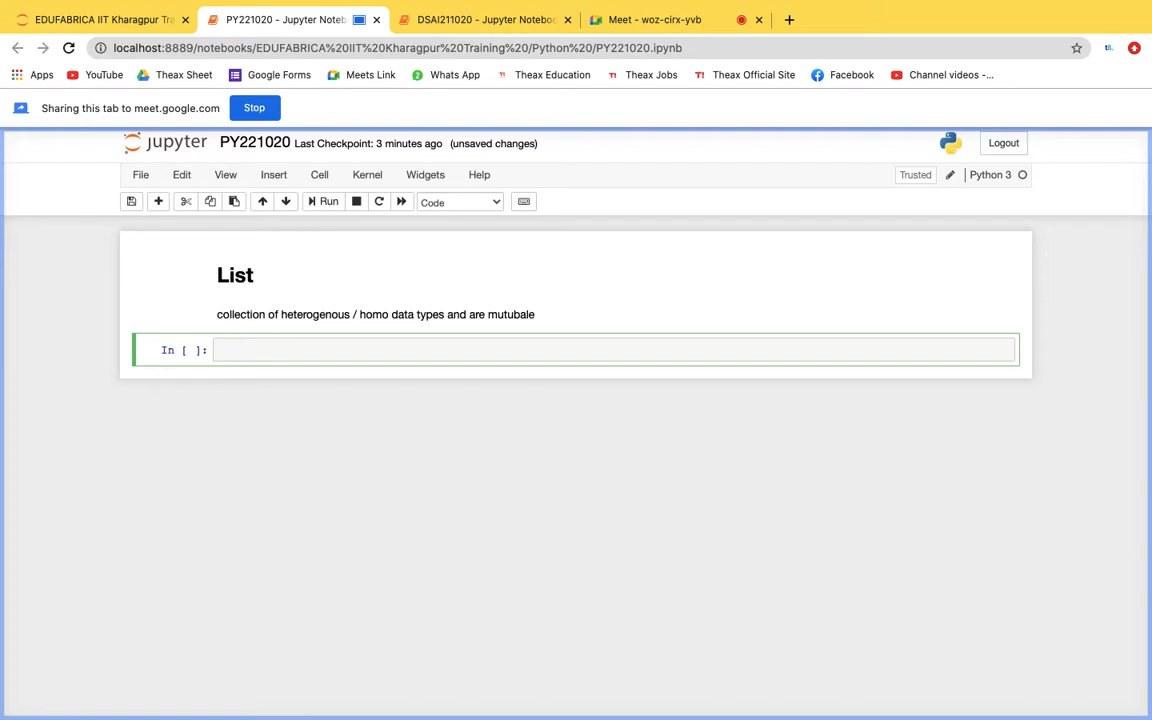 EDUFABRICA IIT Kharagpur Tra
PY221020 - Jupyter Noteb
DSAI211020 - Jupyter Noteboo
Meet - woz-cirx-yvb
localhost:8889/notebooks/EDUFABRICA%20IIT%20Kharagpur%20Training%20/Python%20/PY221020.ipynb
Apps YouTube Theax Sheet Google Forms Meets Link 2 Whats App T! Theax Education T! Theax Jobs T! Theax Official Site Facebook Channel videos -...
Sharing this tab to meet.google.com Stop
jupyter PY221020 Last Checkpoint: 3 minutes ago (unsaved changes) Logout
File Edit View Insert Cell Kernel Widgets Help Trusted Python 3
Run Code
List
collection of heterogenous / homo data types and are mutubale
In [ ]: